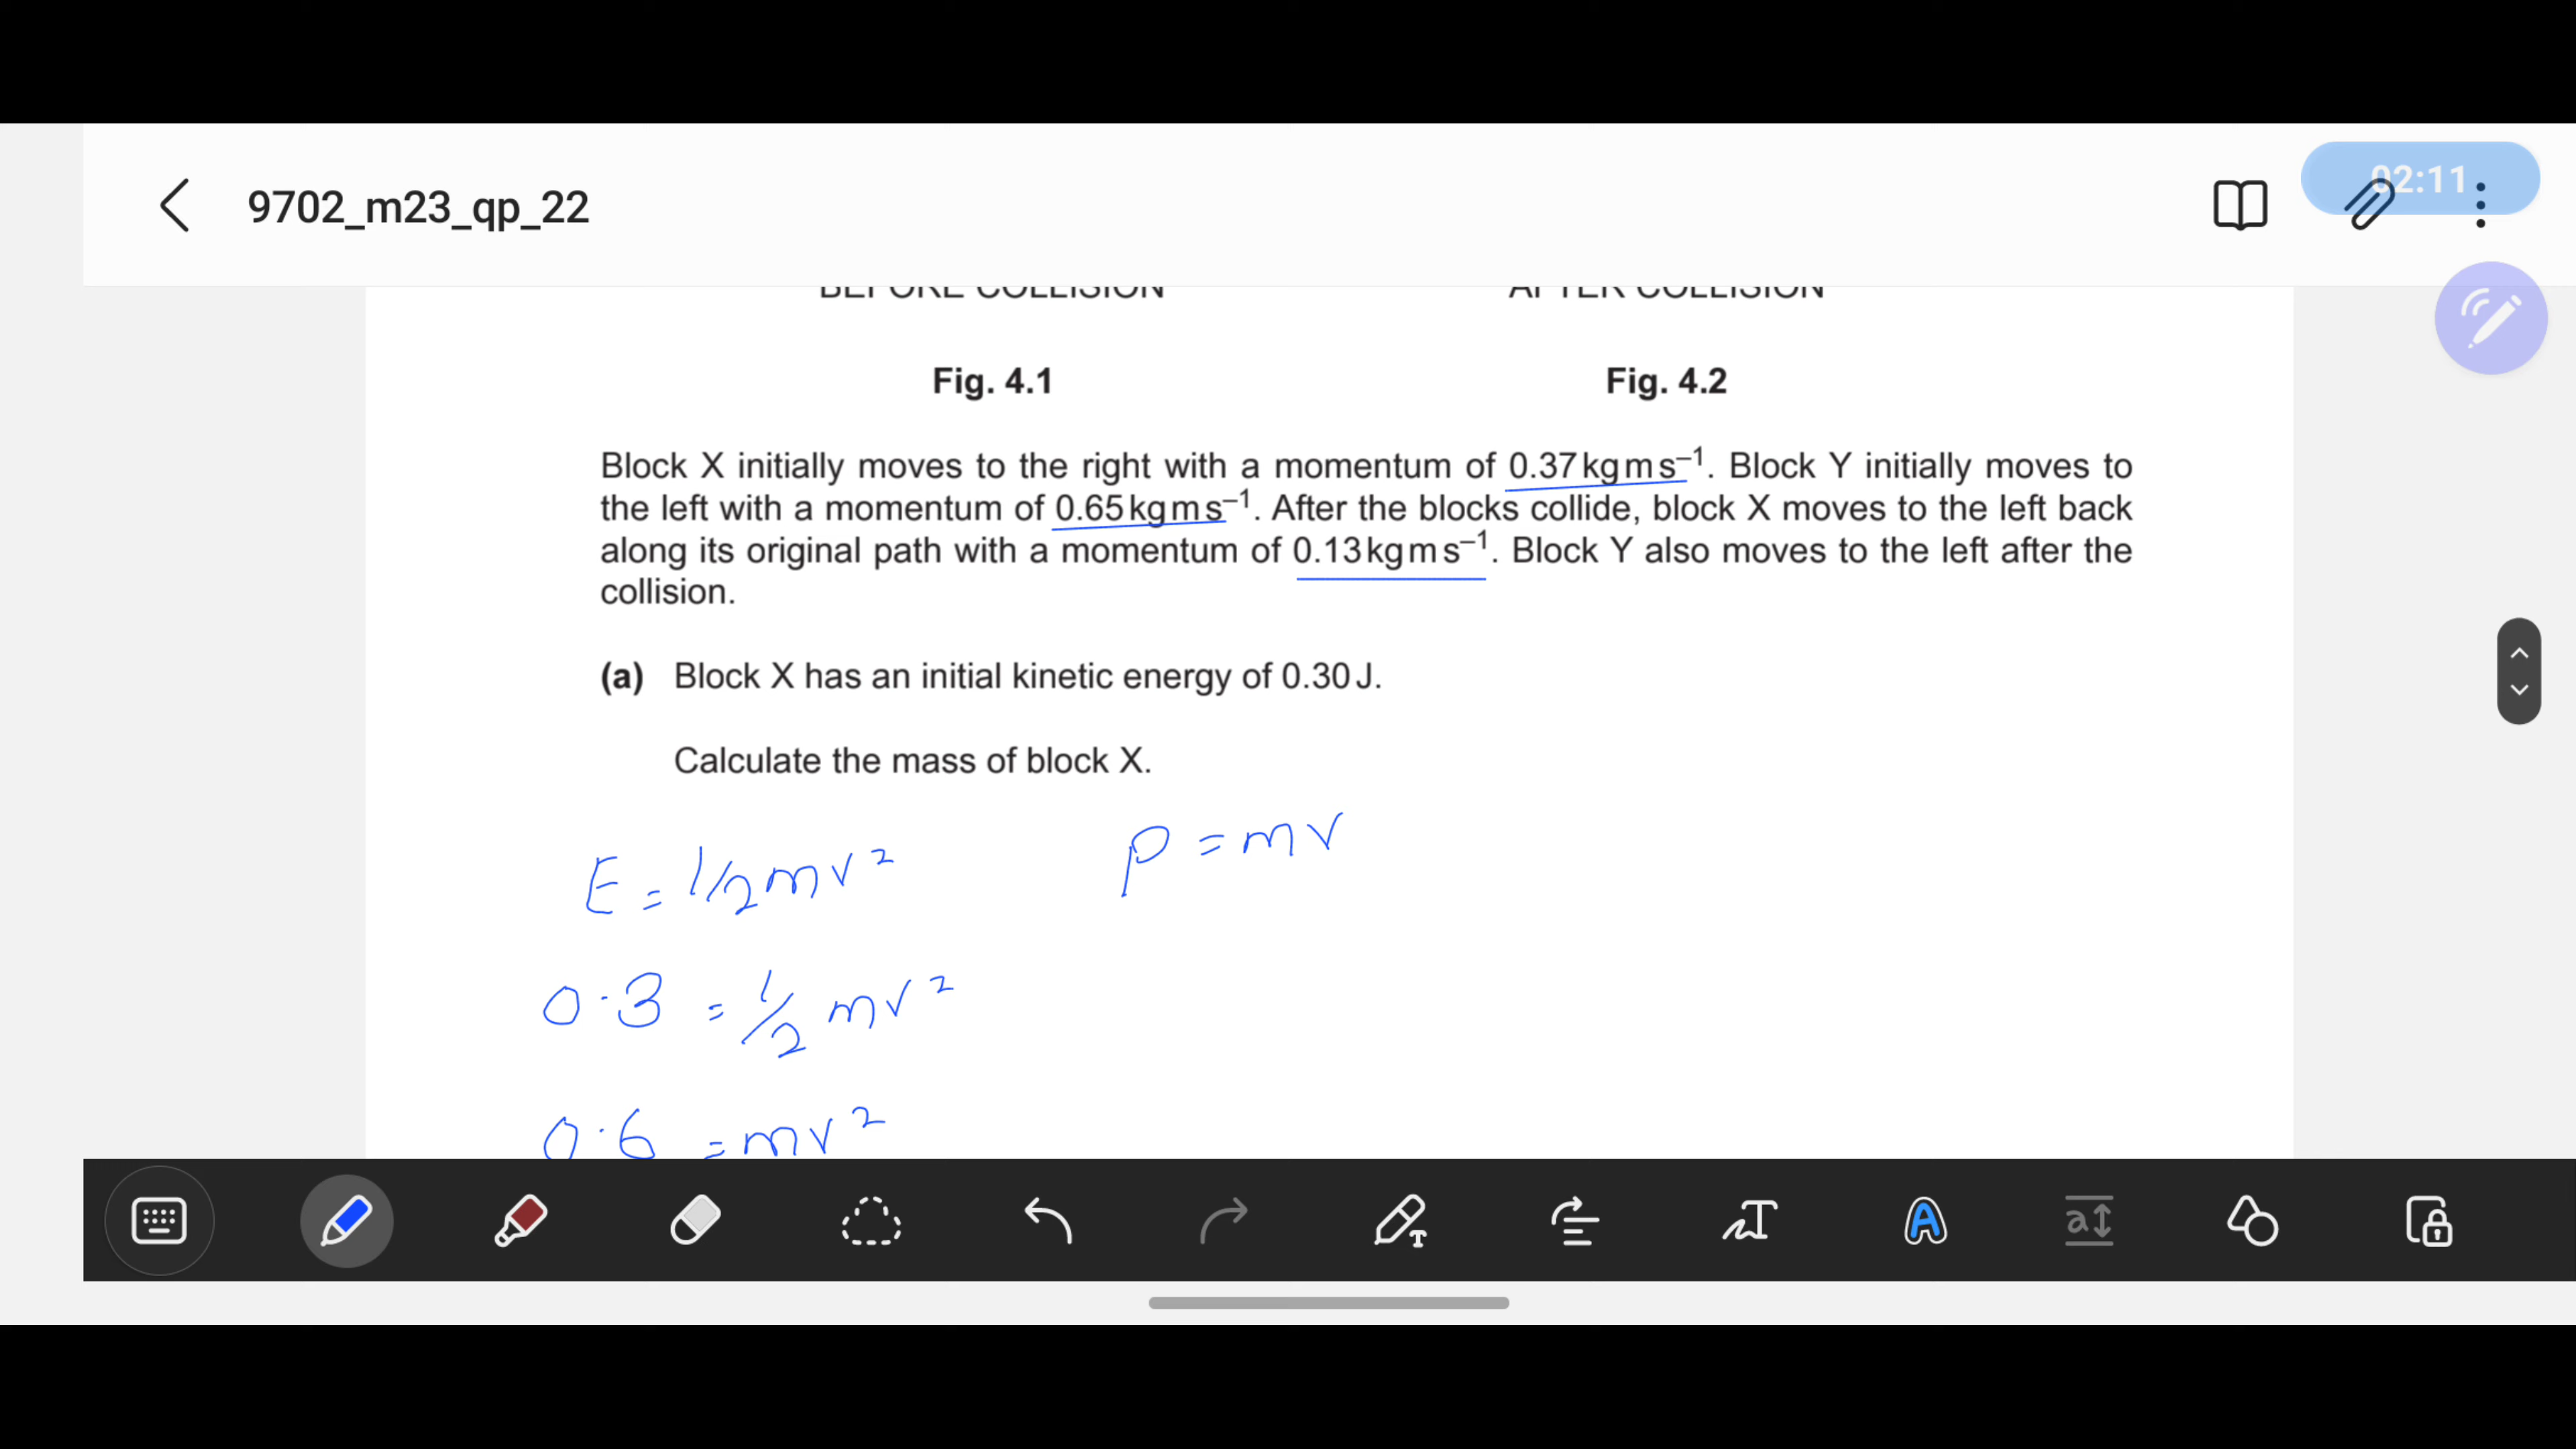 02:11
9702_m23_qp_22
BEFORE COLLISION AFTER COLLISION
Fig. 4.1 Fig. 4.2
Block X initially moves to the right with a momentum of 0.37 kg m s⁻¹. Block Y initially moves to
the left with a momentum of 0.65 kg m s⁻¹. After the blocks collide, block X moves to the left back
along its original path with a momentum of 0.13 kg m s⁻¹. Block Y also moves to the left after the
collision.
(a) Block X has an initial kinetic energy of 0.30 J.
Calculate the mass of block X.
E = 1/2 mv² P = mv
0.3 = 1/2 mv²
0.6 = mv²